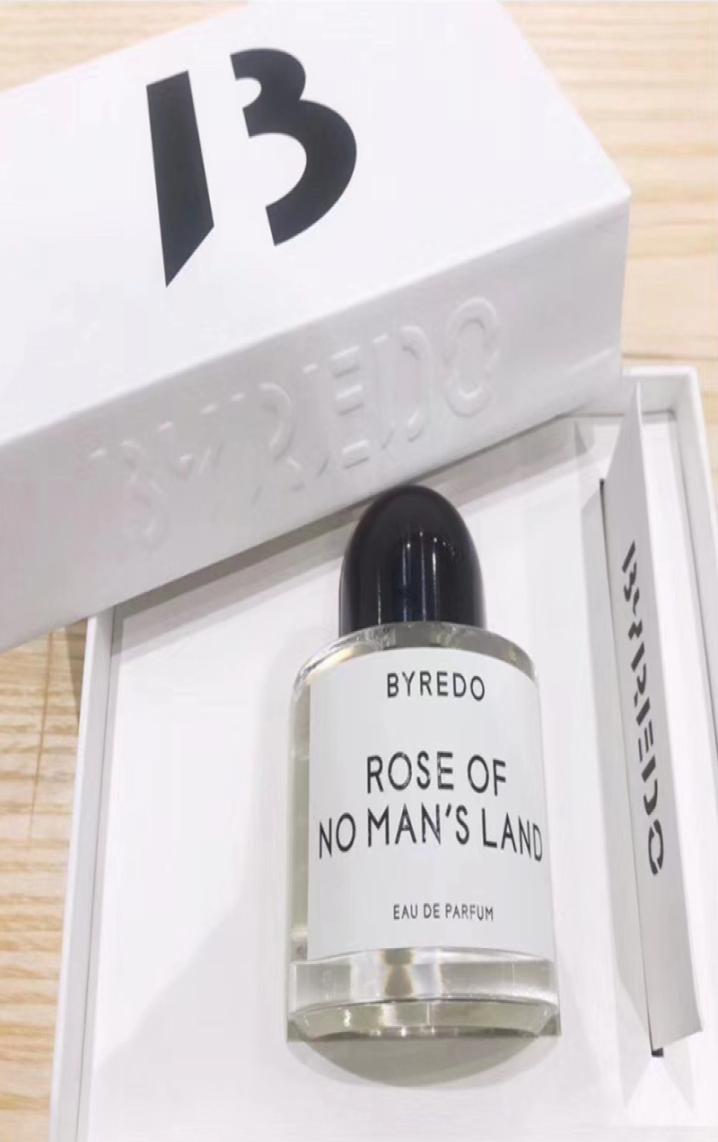 B
BYREDO
BYREDO
ROSE OF
NO MAN'S LAND
EAU DE PARFUM
BYREDO